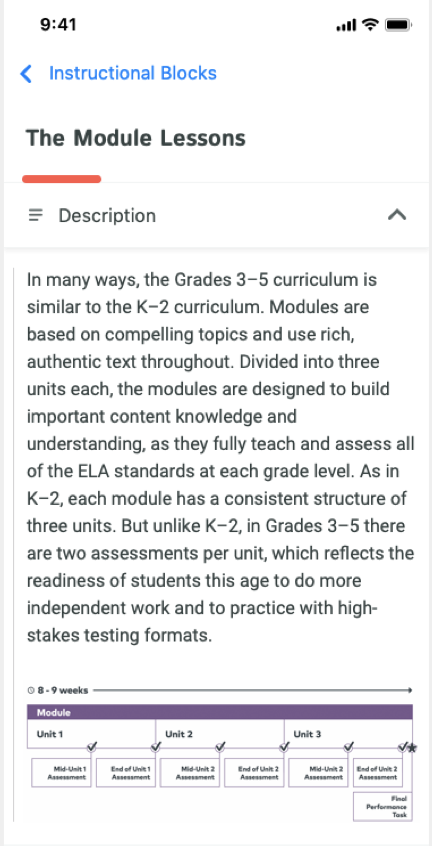 9:41
Instructional Blocks
The Module Lessons
Description
In many ways, the Grades 3–5 curriculum is
similar to the K–2 curriculum. Modules are
based on compelling topics and use rich,
authentic text throughout. Divided into three
units each, the modules are designed to build
important content knowledge and
understanding, as they fully teach and assess all
of the ELA standards at each grade level. As in
K–2, each module has a consistent structure of
three units. But unlike K–2, in Grades 3–5 there
are two assessments per unit, which reflects the
readiness of students this age to do more
independent work and to practice with high-
stakes testing formats.
8 - 9 weeks
Module
Unit 1 Unit 2 Unit 3
Mid-Unit 1 End of Unit 1 Mid-Unit 2 End of Unit 2 Mid-Unit 2 End of Unit 2
Assessment Assessment Assessment Assessment Assessment Assessment
Final
Performance
Task